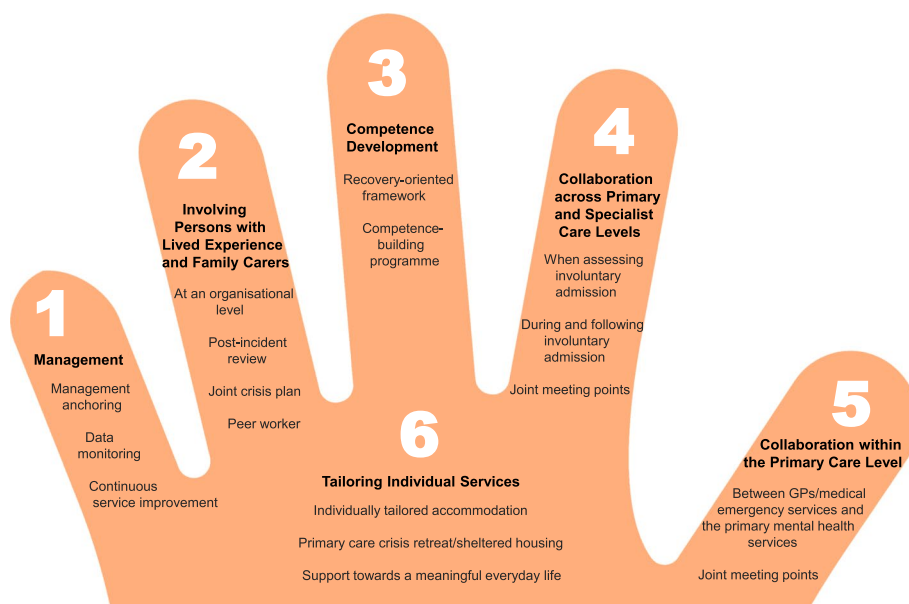 1
Management
Management
anchoring
Data
monitoring
Continuous
service improvement
2
Involving
Persons with
Lived Experience
and Family Carers
At an organisational
level
Post-incident
review
Joint crisis plan
Peer worker
3
Competence
Development
Recovery-oriented
framework
Competence-
building
programme
4
Collaboration
across Primary
and Specialist
Care Levels
When assessing
involuntary
admission
During and following
involuntary
admission
Joint meeting points
5
Collaboration within
the Primary Care Level
Between GPs/medical
emergency services and
the primary mental health
services
Joint meeting points
6
Tailoring Individual Services
Individually tailored accommodation
Primary care crisis retreat/sheltered housing
Support towards a meaningful everyday life